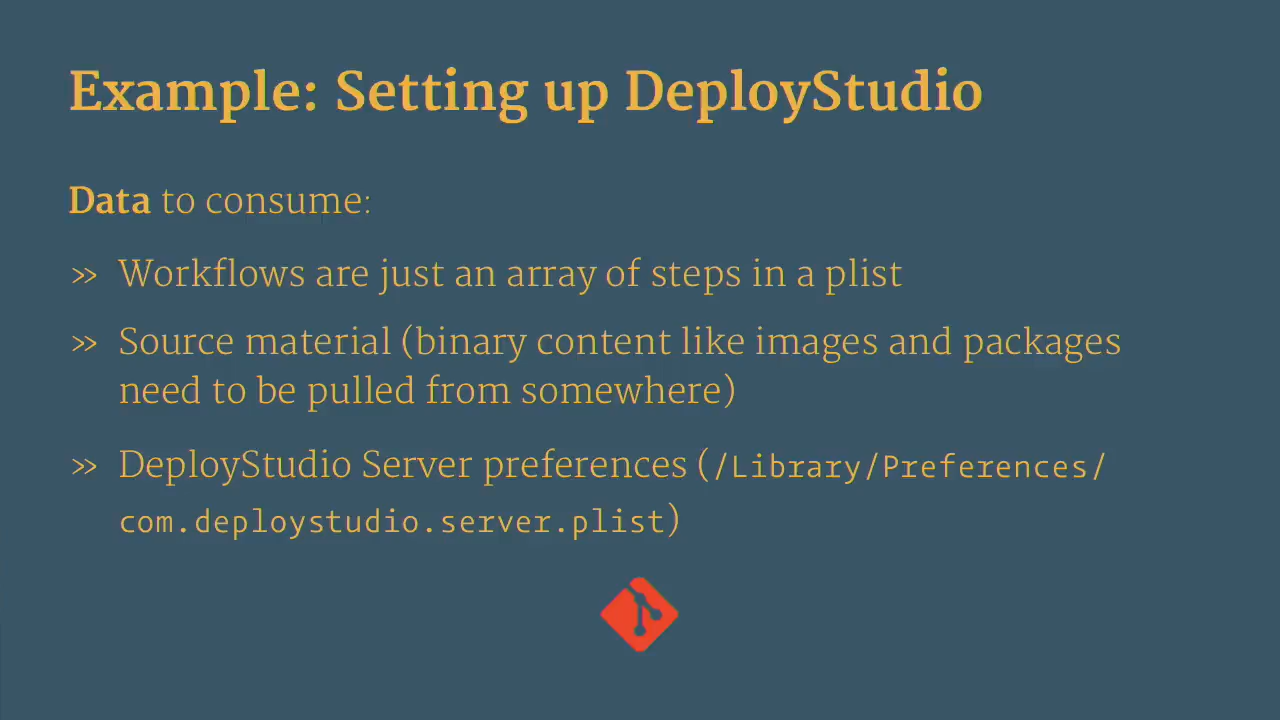 Example: Setting up DeployStudio
Data to consume:
» Workflows are just an array of steps in a plist
» Source material (binary content like images and packages
need to be pulled from somewhere)
» DeployStudio Server preferences (/Library/Preferences/
com.deploystudio.server.plist)